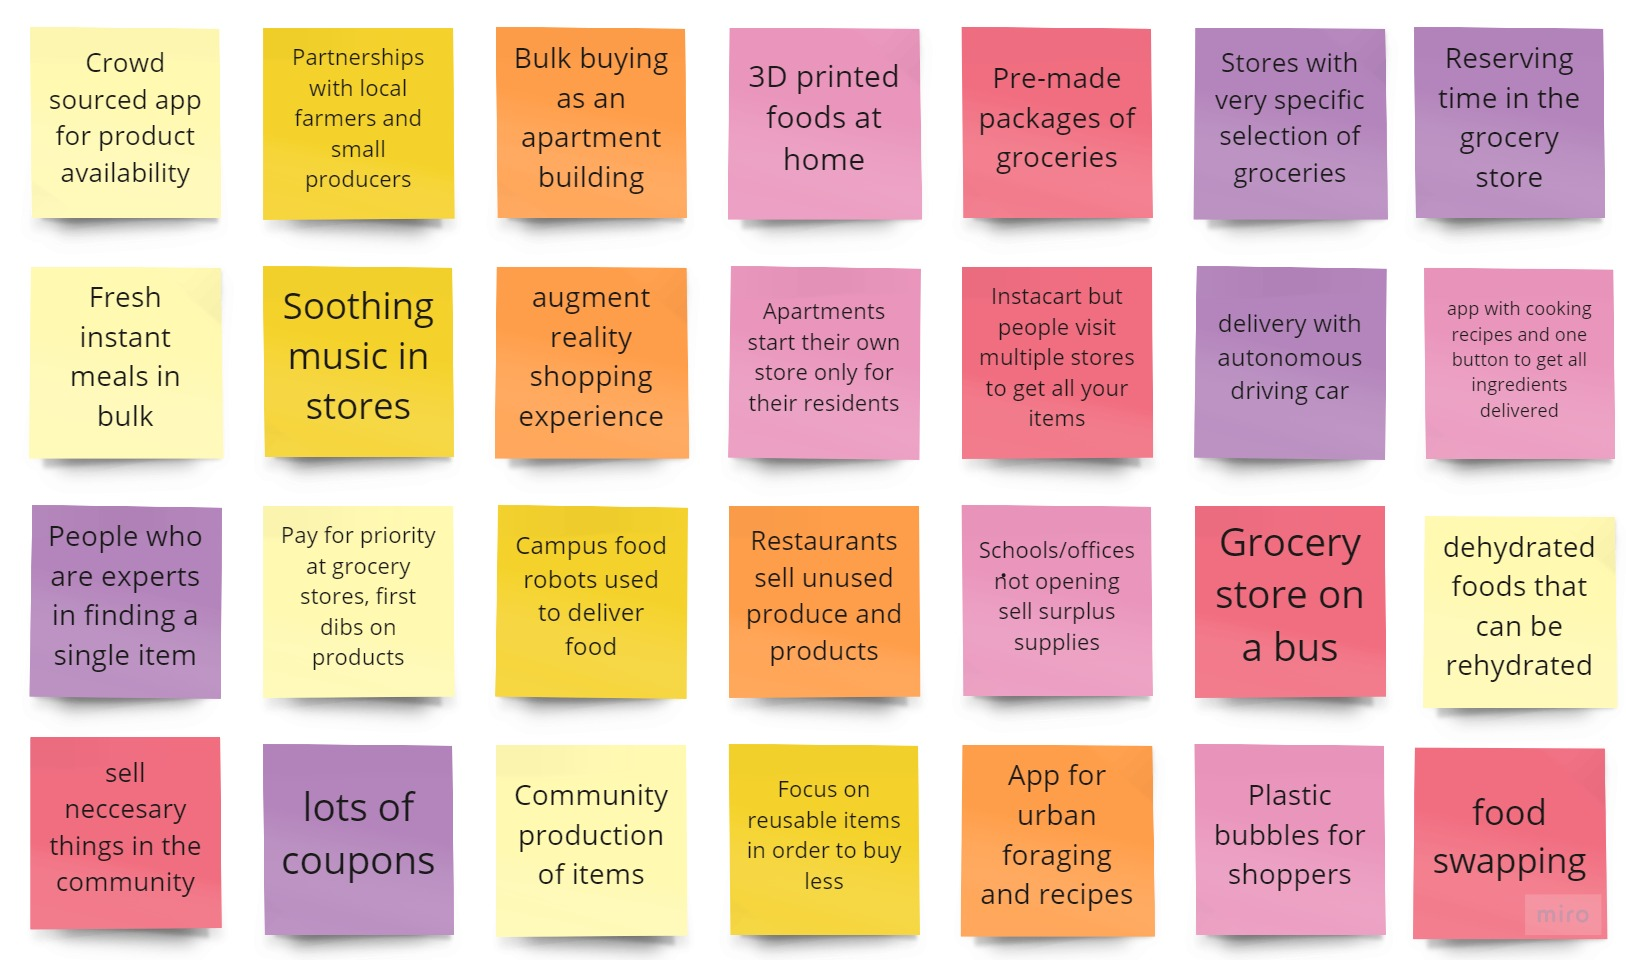 Crowd
sourced app
for product
availability
Partnerships
with local
farmers and
small
producers
Bulk buying
as an
apartment
building
3D printed
foods at
home
Pre-made
packages of
groceries
Stores with
very specific
selection of
groceries
Reserving
time in the
grocery
store
Fresh
instant
meals in
bulk
Soothing
music in
stores
augment
reality
shopping
experience
Apartments
start their own
store only for
their residents
Instacart but
people visit
multiple stores
to get all your
items
delivery with
autonomous
driving car
app with cooking
recipes and one
button to get all
ingredients
delivered
People who
are experts
in finding a
single item
Pay for priority
at grocery
stores, first
dibs on
products
Campus food
robots used
to deliver
food
Restaurants
sell unused
produce and
products
Schools/offices
not opening
sell surplus
supplies
Grocery
store on
a bus
dehydrated
foods that
can be
rehydrated
sell
neccesary
things in the
community
lots of
coupons
Community
production
of items
Focus on
reusable items
in order to buy
less
App for
urban
foraging
and recipes
Plastic
bubbles for
shoppers
food
swapping
miro